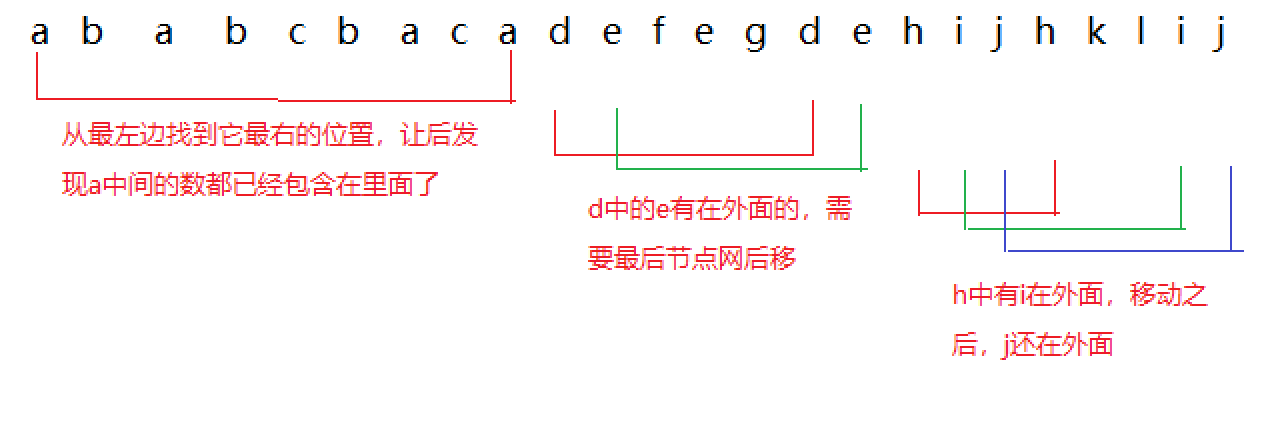 a b a b c b a c a d e f e g d e h i j h k l i j
从最左边找到它最右的位置，让后发
现a中间的数都已经包含在里面了
d中的e有在外面的，需
要最后节点网后移
h中有i在外面，移动之
后，j还在外面